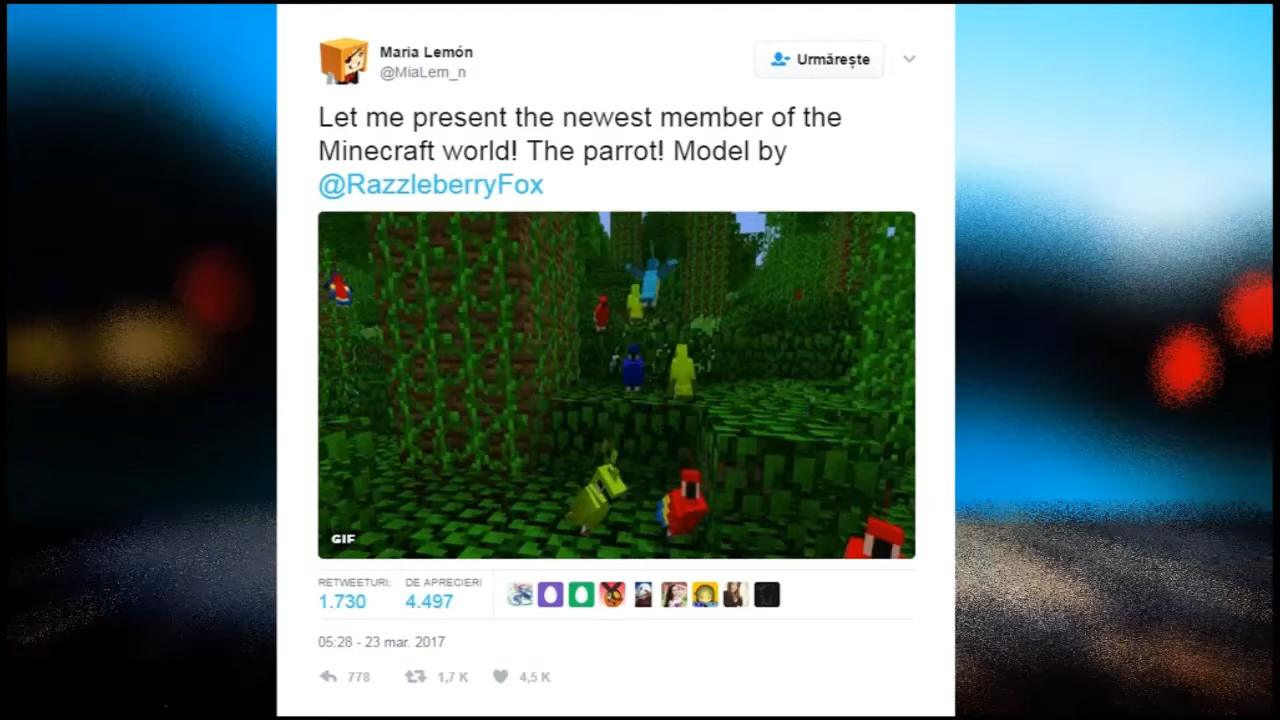 Maria Lemón
@MiaLem_n
Urmărește
Let me present the newest member of the
Minecraft world! The parrot! Model by
@RazzleberryFox
GIF
RETWEETURI: DE APRECIERI
1.730 4.497
05:28 - 23 mar. 2017
778 1,7 K 4,5 K